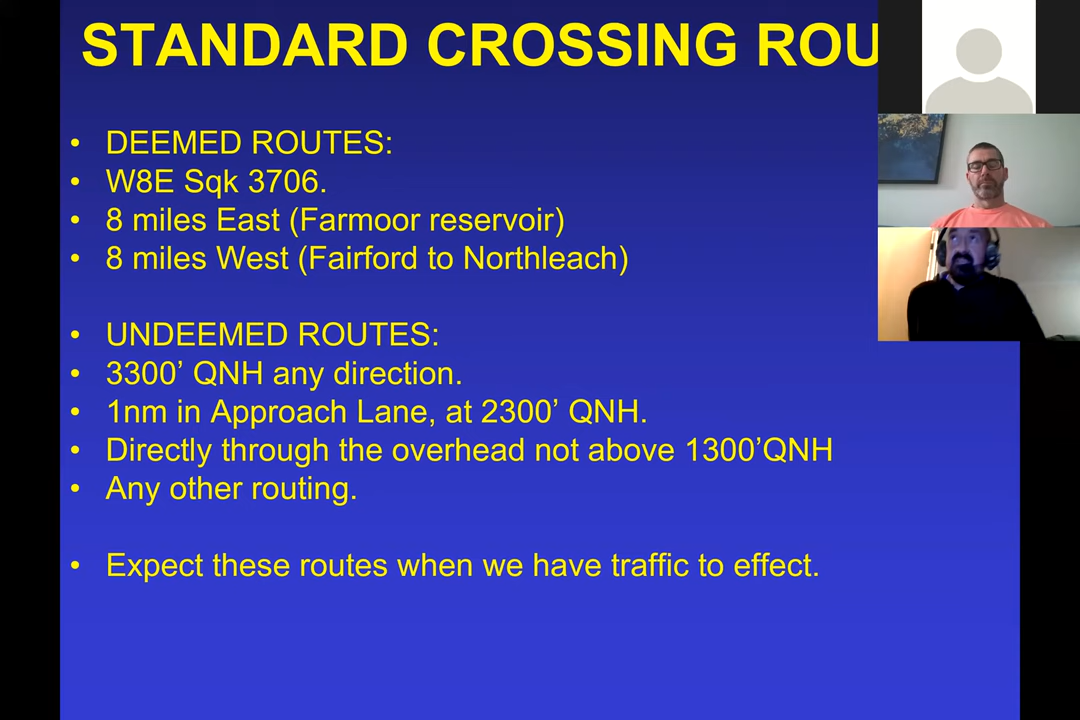 STANDARD CROSSING ROU
• DEEMED ROUTES:
• W8E Sqk 3706.
• 8 miles East (Farmoor reservoir)
• 8 miles West (Fairford to Northleach)
• UNDEEMED ROUTES:
• 3300’ QNH any direction.
• 1nm in Approach Lane, at 2300’ QNH.
• Directly through the overhead not above 1300’QNH
• Any other routing.
• Expect these routes when we have traffic to effect.